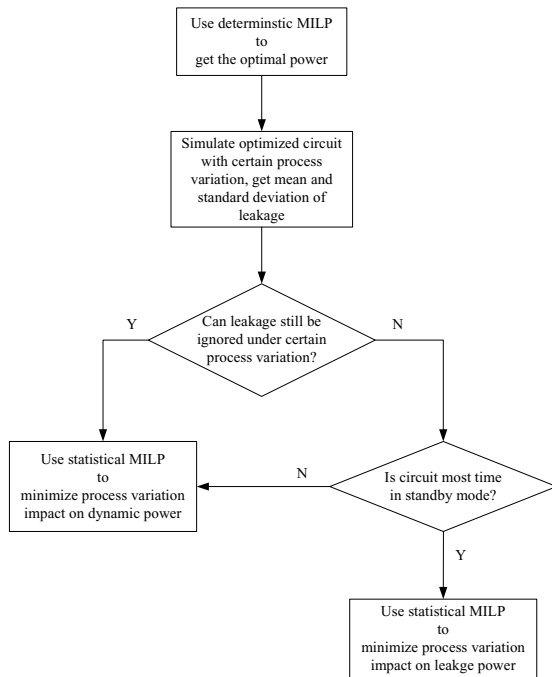 Use determinstic MILP
to
get the optimal power
Simulate optimized circuit
with certain process
variation, get mean and
standard deviation of
leakage
Can leakage still be
ignored under certain
process variation?
Y
N
Use statistical MILP
to
minimize process variation
impact on dynamic power
N
Is circuit most time
in standby mode?
Y
Use statistical MILP
to
minimize process variation
impact on leakge power